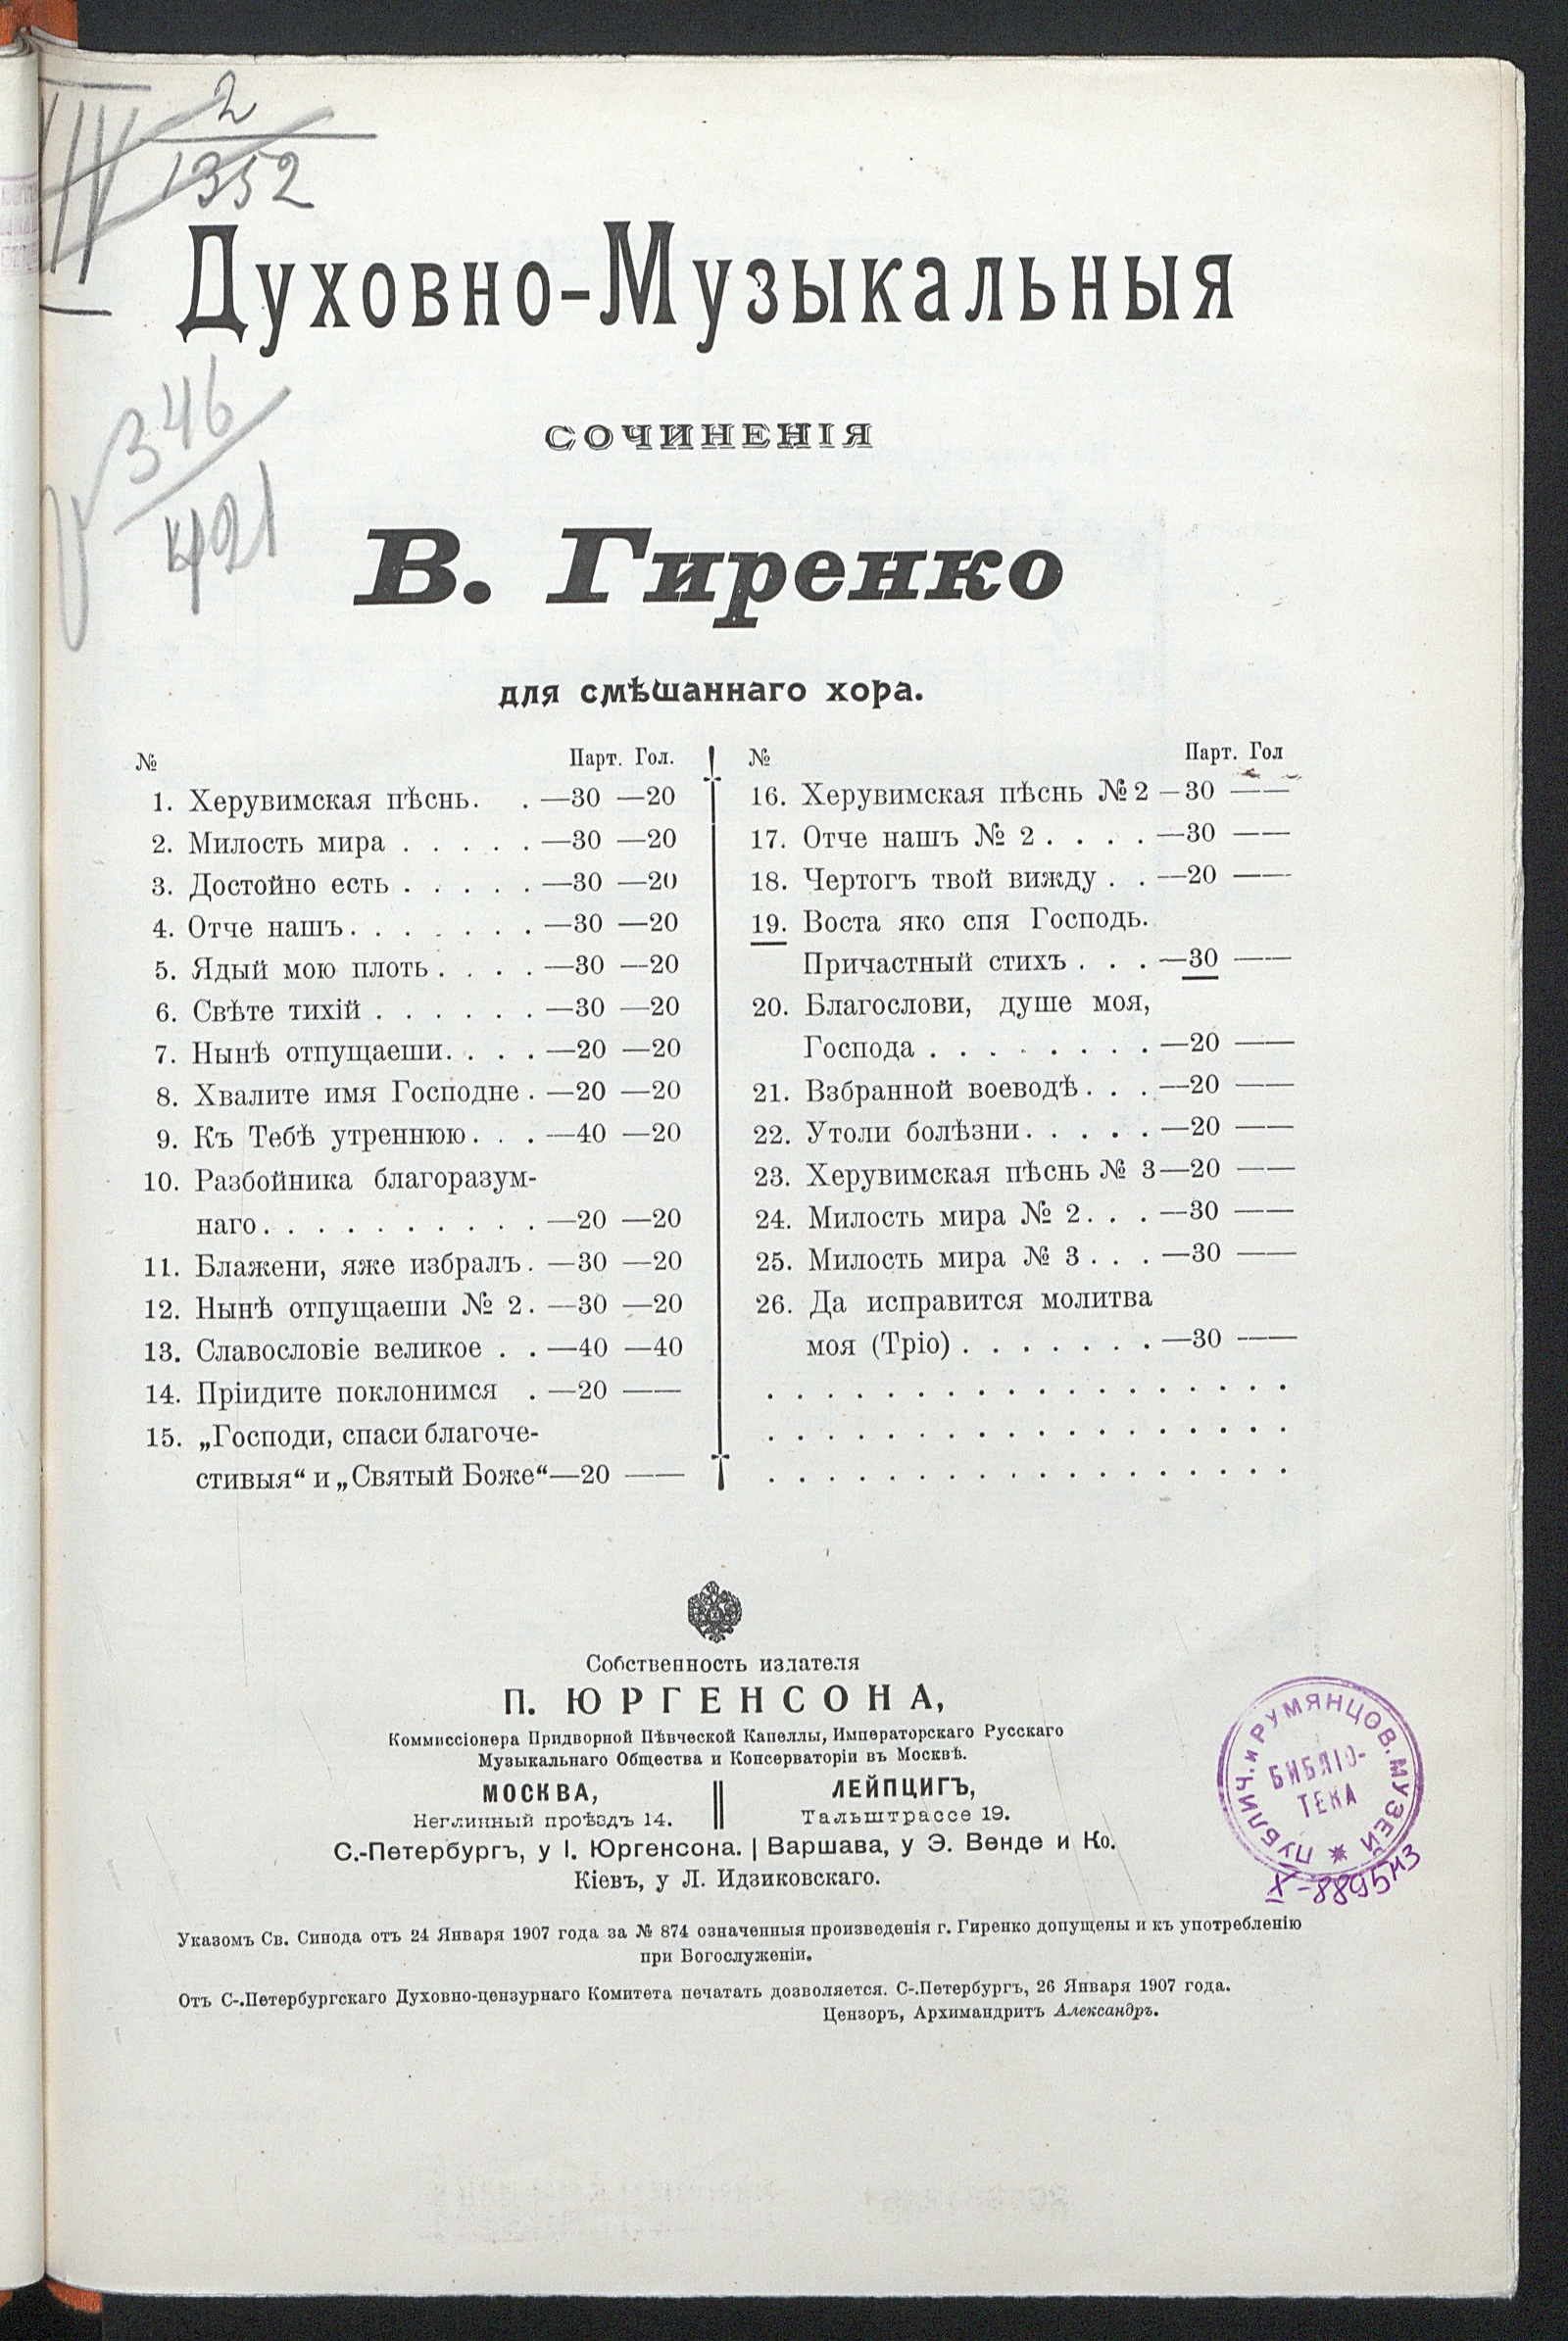 2
1352
Духовно-Музыкальныя
сочиненія
В. Гиренко
для смѣшаннаго хора.
346
421
№ Парт. Гол.
1. Херувимская пѣснь. . —30 —20
2. Милость мира . . . . . —30 —20
3. Достойно есть . . . . . —30 —20
4. Отче нашъ. . . . . . . —30 —20
5. Ядый мою плоть . . . . —30 —20
6. Свѣте тихій . . . . . . —30 —20
7. Нынѣ отпущаеши. . . . —20 —20
8. Хвалите имя Господне . —20 —20
9. Къ Тебѣ утреннюю. . . —40 —20
10. Разбойника благоразум-
наго. . . . . . . . . . —20 —20
11. Блажени, яже избралъ. —30 —20
12. Нынѣ отпущаеши № 2. —30 —20
13. Славословіе великое . . —40 —40
14. Пріидите поклонимся . —20 ——
15. „Господи, спаси благоче-
стивыя“ и „Святый Боже“—20 ——
№ Парт. Гол
16. Херувимская пѣснь № 2 —30 ——
17. Отче нашъ № 2 . . . . —30 ——
18. Чертогъ твой вижду . . —20 ——
19. Воста яко спя Господь.
Причастный стихъ . . . —30 ——
20. Благослови, душе моя,
Господа . . . . . . . . —20 ——
21. Взбранной воеводѣ. . . —20 ——
22. Утоли болѣзни. . . . . —20 ——
23. Херувимская пѣснь № 3—20 ——
24. Милость мира № 2. . . —30 ——
25. Милость мира № 3 . . . —30 ——
26. Да исправится молитва
моя (Тріо) . . . . . . . —30 ——
Собственность издателя
П. ЮРГЕНСОНА,
Коммиссіонера Придворной Пѣвческой Капеллы, Императорскаго Русскаго
Музыкальнаго Общества и Консерваторіи въ Москвѣ.
МОСКВА, ‖ ЛЕЙПЦИГЪ,
Неглинный проѣздъ 14. Тальштрассе 19.
С.-Петербургъ, у І. Юргенсона. | Варшава, у Э. Венде и Ко.
Кіевъ, у Л. Идзиковскаго.
ПУБЛИЧ. и РУМЯНЦОВ. МУЗЕЙ
БИБЛІО-
ТЕКА
X-8895м3
Указомъ Св. Синода отъ 24 Января 1907 года за № 874 означенныя произведенія г. Гиренко допущены и къ употребленію
при Богослуженіи.
Отъ С-.Петербургскаго Духовно-цензурнаго Комитета печатать дозволяется. С-.Петербургъ, 26 Января 1907 года.
Цензоръ, Архимандритъ Александръ.